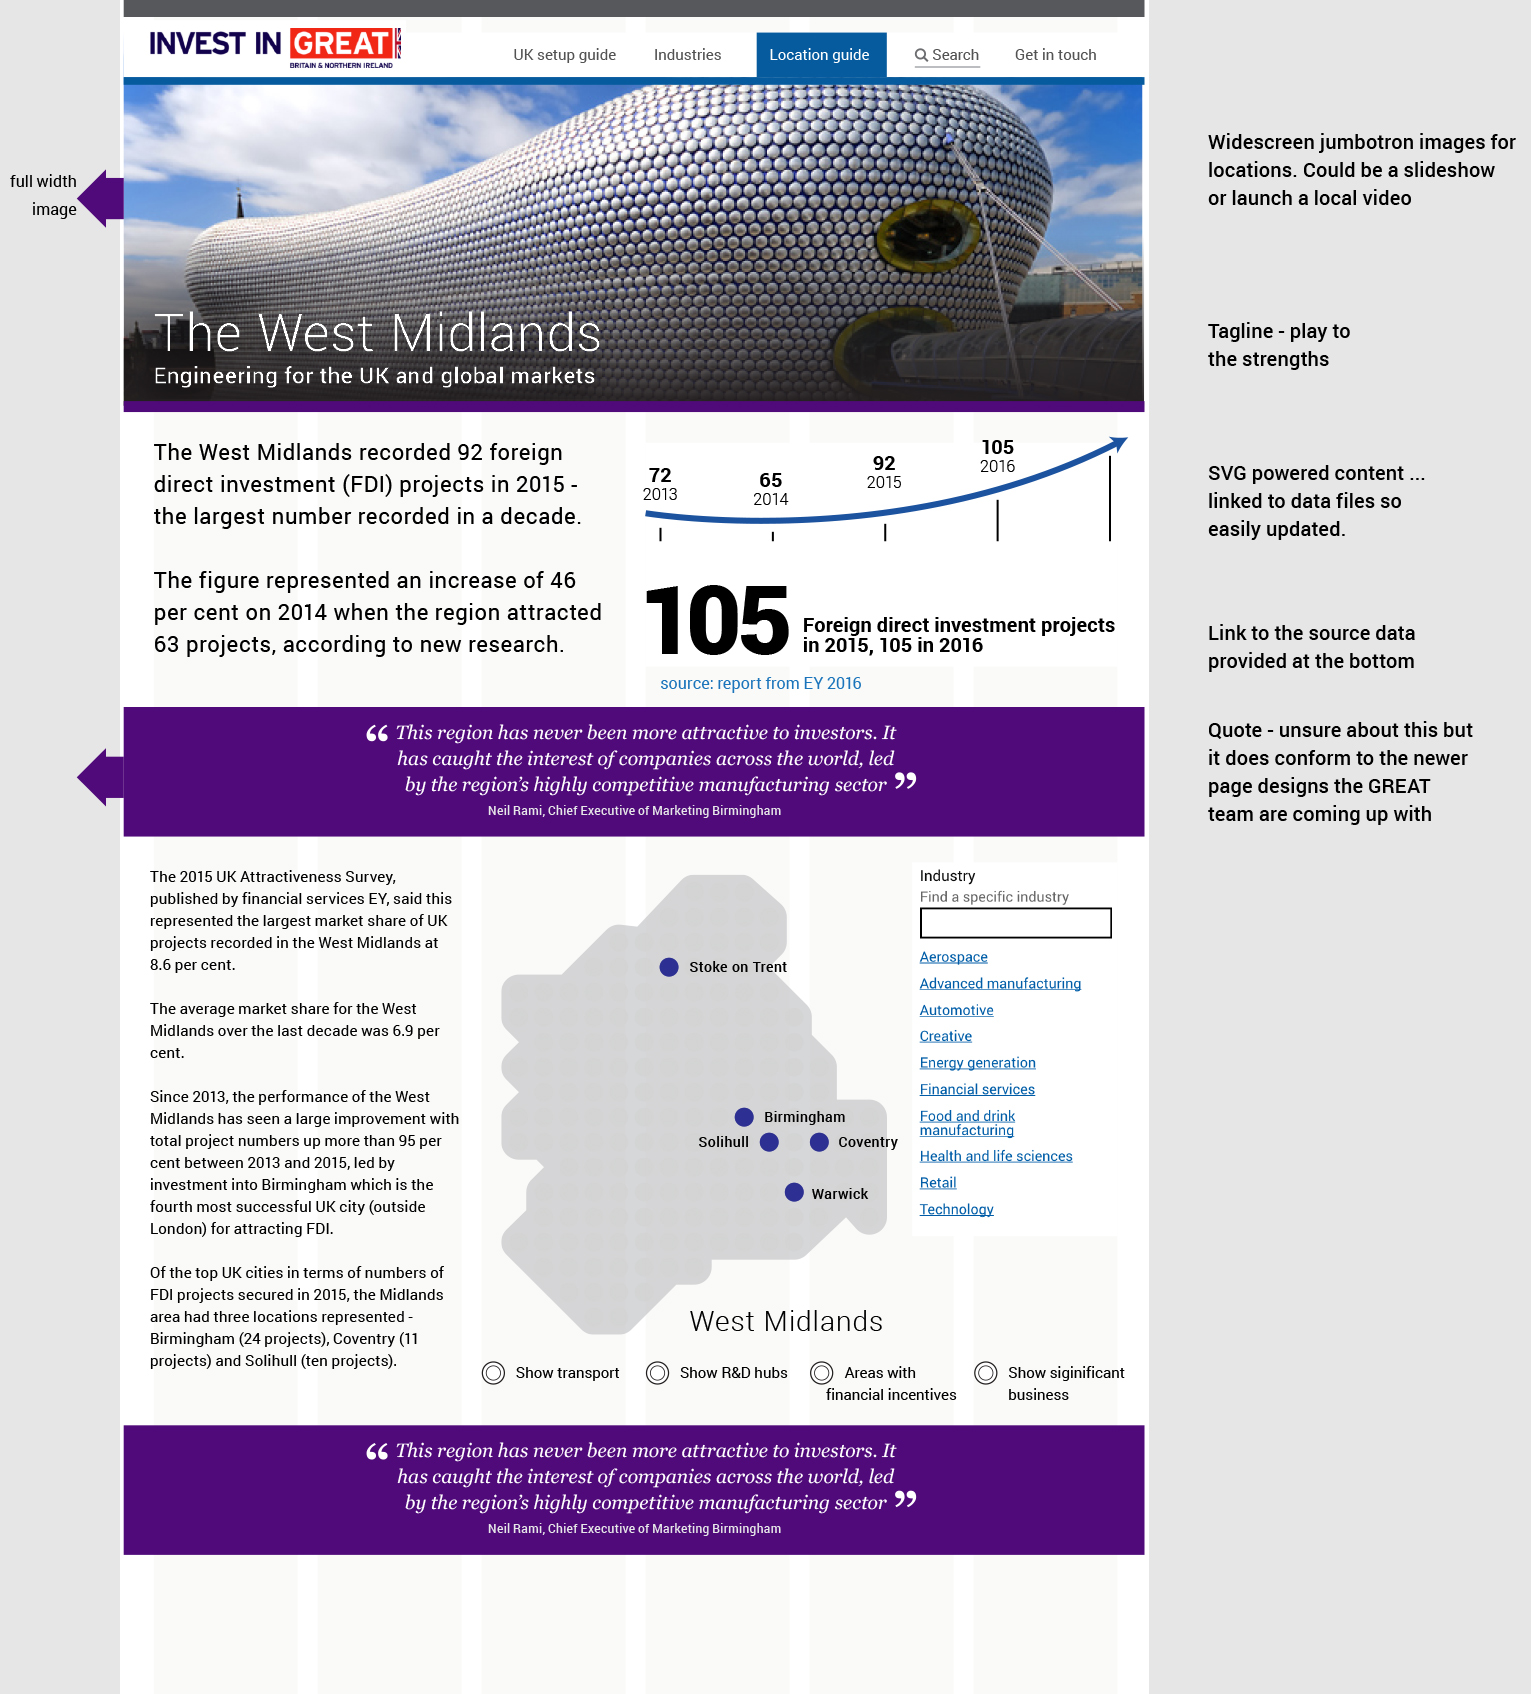 INVEST IN GREAT
BRITAIN & NORTHERN IRELAND
UK setup guide
Industries
Location guide
Search
Get in touch
full width
image
Widescreen jumbotron images for
locations. Could be a slideshow
or launch a local video
The West Midlands
Engineering for the UK and global markets
Tagline - play to
the strengths
The West Midlands recorded 92 foreign
direct investment (FDI) projects in 2015 -
the largest number recorded in a decade.
The figure represented an increase of 46
per cent on 2014 when the region attracted
63 projects, according to new research.
72
2013
65
2014
92
2015
105
2016
105
Foreign direct investment projects
in 2015, 105 in 2016
source: report from EY 2016
SVG powered content ...
linked to data files so
easily updated.
Link to the source data
provided at the bottom
“ This region has never been more attractive to investors. It
has caught the interest of companies across the world, led
by the region’s highly competitive manufacturing sector ”
Neil Rami, Chief Executive of Marketing Birmingham
Quote - unsure about this but
it does conform to the newer
page designs the GREAT
team are coming up with
The 2015 UK Attractiveness Survey,
published by financial services EY, said this
represented the largest market share of UK
projects recorded in the West Midlands at
8.6 per cent.
The average market share for the West
Midlands over the last decade was 6.9 per
cent.
Since 2013, the performance of the West
Midlands has seen a large improvement with
total project numbers up more than 95 per
cent between 2013 and 2015, led by
investment into Birmingham which is the
fourth most successful UK city (outside
London) for attracting FDI.
Of the top UK cities in terms of numbers of
FDI projects secured in 2015, the Midlands
area had three locations represented -
Birmingham (24 projects), Coventry (11
projects) and Solihull (ten projects).
Stoke on Trent
Birmingham
Solihull
Coventry
Warwick
West Midlands
Industry
Find a specific industry
Aerospace
Advanced manufacturing
Automotive
Creative
Energy generation
Financial services
Food and drink
manufacturing
Health and life sciences
Retail
Technology
Show transport
Show R&D hubs
Areas with
financial incentives
Show siginificant
business
“ This region has never been more attractive to investors. It
has caught the interest of companies across the world, led
by the region’s highly competitive manufacturing sector ”
Neil Rami, Chief Executive of Marketing Birmingham